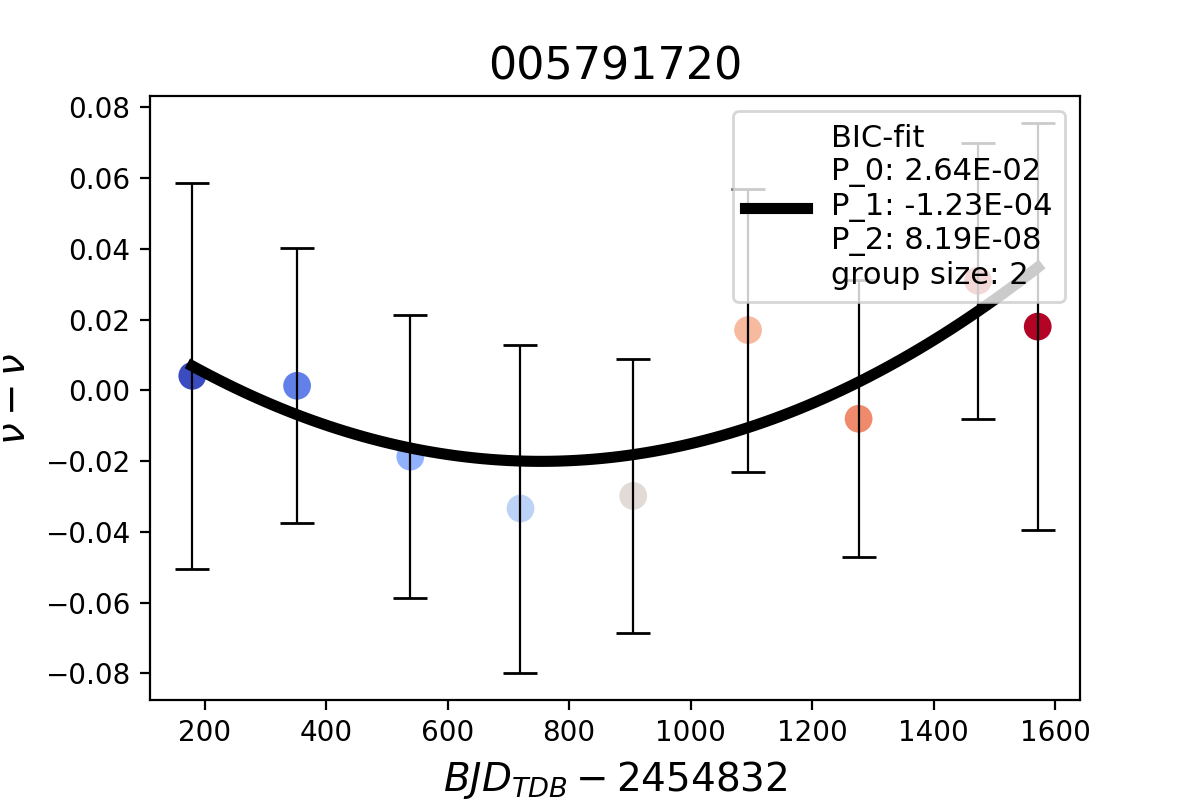 005791720
0.08
0.06
0.04
0.02
0.00
−0.02
−0.04
−0.06
−0.08
ν − ν
BIC-fit
P_0: 2.64E-02
P_1: -1.23E-04
P_2: 8.19E-08
group size: 2
200 400 600 800 1000 1200 1400 1600
BJD_TDB − 2454832